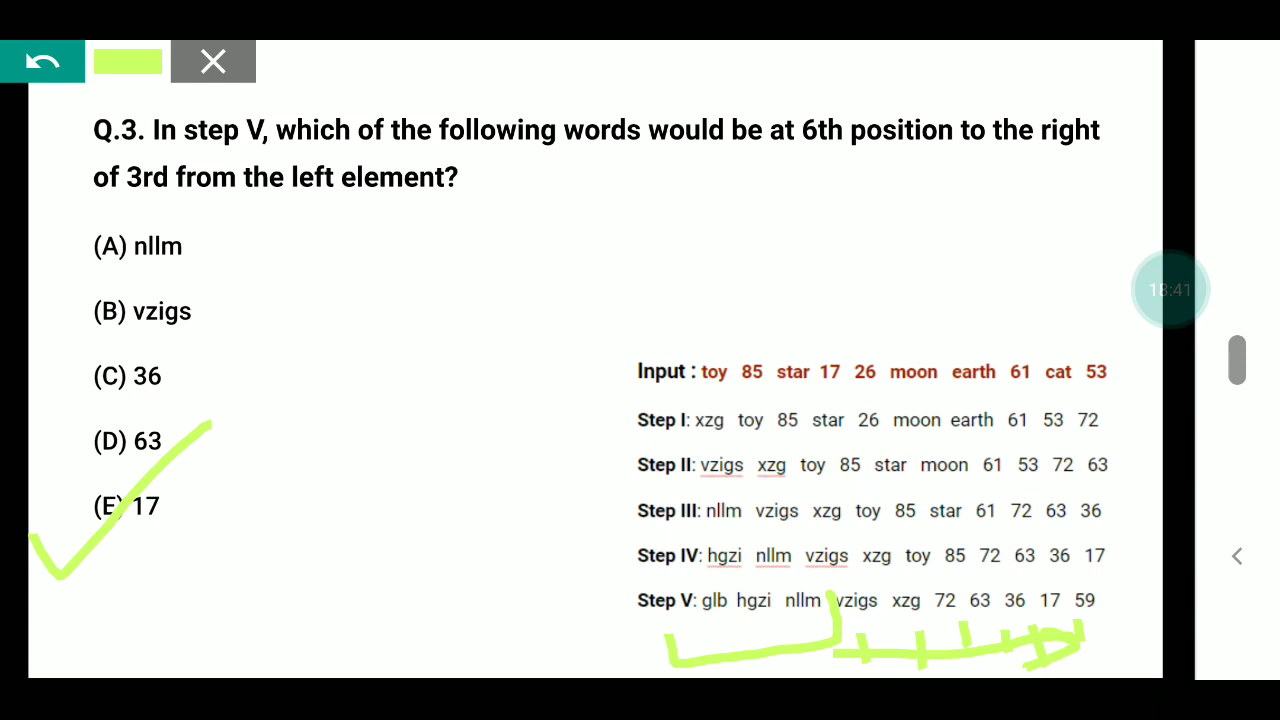 Q.3. In step V, which of the following words would be at 6th position to the right
of 3rd from the left element?
(A) nllm
(B) vzigs
(C) 36
(D) 63
(E) 17
18:41
Input : toy 85 star 17 26 moon earth 61 cat 53
Step I: xzg toy 85 star 26 moon earth 61 53 72
Step II: vzigs xzg toy 85 star moon 61 53 72 63
Step III: nllm vzigs xzg toy 85 star 61 72 63 36
Step IV: hgzi nllm vzigs xzg toy 85 72 63 36 17
Step V: glb hgzi nllm vzigs xzg 72 63 36 17 59